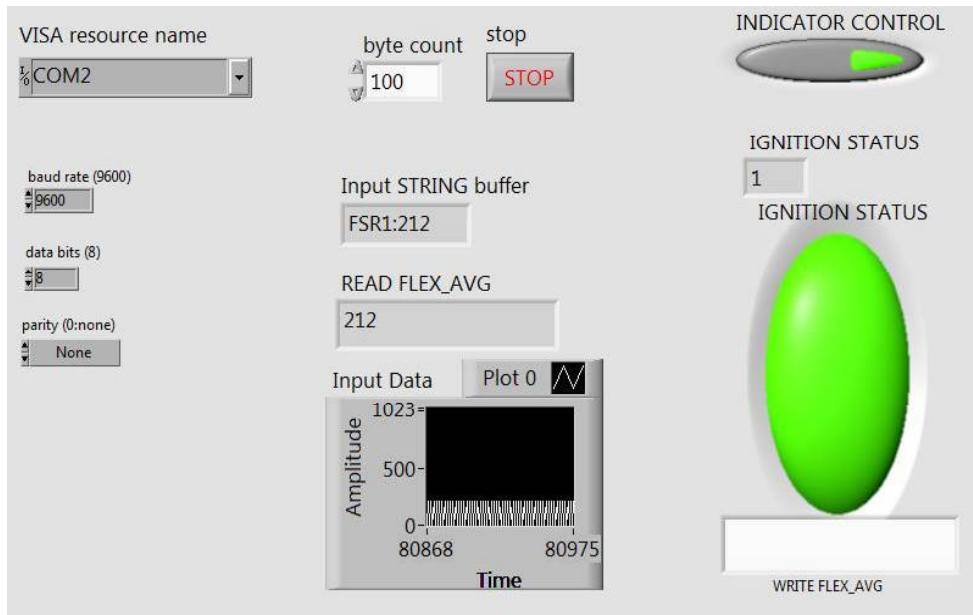 VISA resource name
COM2
byte count
100
stop
STOP
INDICATOR CONTROL
baud rate (9600)
9600
data bits (8)
8
parity (0:none)
None
Input STRING buffer
FSR1:212
READ FLEX_AVG
212
Input Data
Plot 0
1023
500
0
Amplitude
80868
80975
Time
IGNITION STATUS
1
IGNITION STATUS
WRITE FLEX_AVG